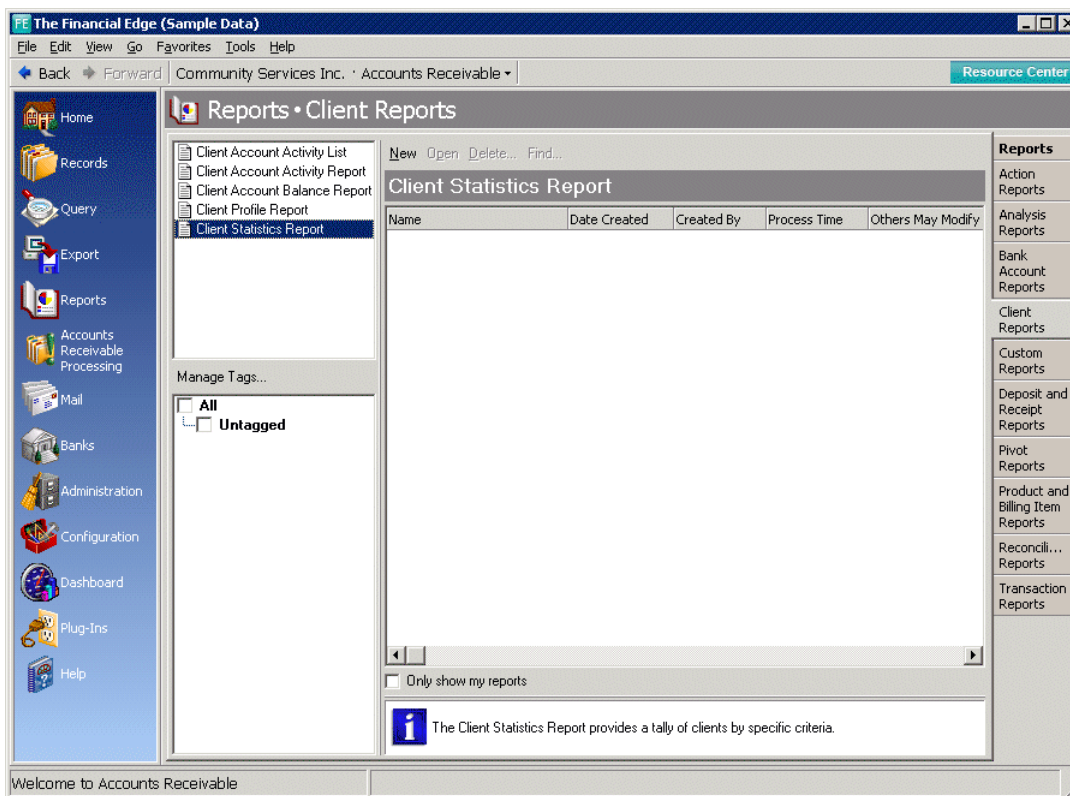 FE The Financial Edge (Sample Data)
File Edit View Go Favorites Tools Help
Back Forward Community Services Inc. · Accounts Receivable
Resource Center
Home
Records
Query
Export
Reports
Accounts
Receivable
Processing
Mail
Banks
Administration
Configuration
Dashboard
Plug-Ins
Help
Reports • Client Reports
Client Account Activity List
Client Account Activity Report
Client Account Balance Report
Client Profile Report
Client Statistics Report
Manage Tags...
All
Untagged
New Open Delete... Find...
Client Statistics Report
Name Date Created Created By Process Time Others May Modify
Only show my reports
The Client Statistics Report provides a tally of clients by specific criteria.
Reports
Action
Reports
Analysis
Reports
Bank
Account
Reports
Client
Reports
Custom
Reports
Deposit and
Receipt
Reports
Pivot
Reports
Product and
Billing Item
Reports
Reconcili...
Reports
Transaction
Reports
Welcome to Accounts Receivable